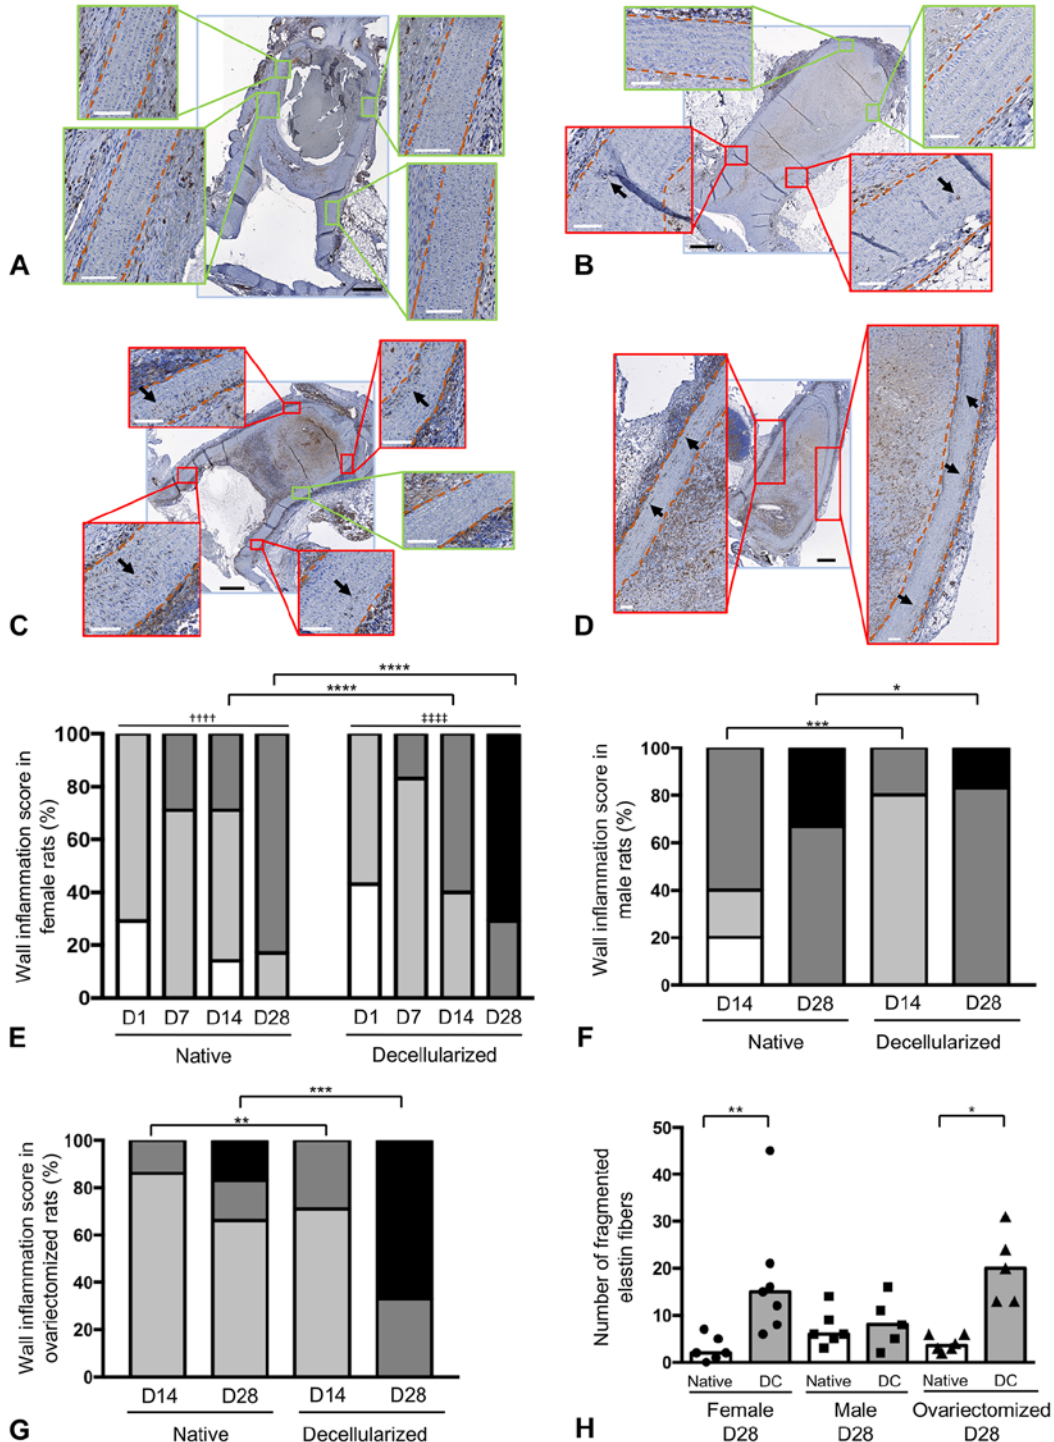 A
B
C
D
****
****
††††
‡‡‡‡
Wall inflammation score in
female rats (%)
100
80
60
40
20
0
D1 D7 D14 D28 D1 D7 D14 D28
Native Decellularized
E
*
***
Wall inflammation score in
male rats (%)
100
80
60
40
20
0
D14 D28 D14 D28
Native Decellularized
F
***
**
Wall inflammation score in
ovariectomized rats (%)
100
80
60
40
20
0
D14 D28 D14 D28
Native Decellularized
G
** *
Number of fragmented
elastin fibers
50
40
30
20
10
0
Native DC Native DC Native DC
Female Male Ovariectomized
D28 D28 D28
H